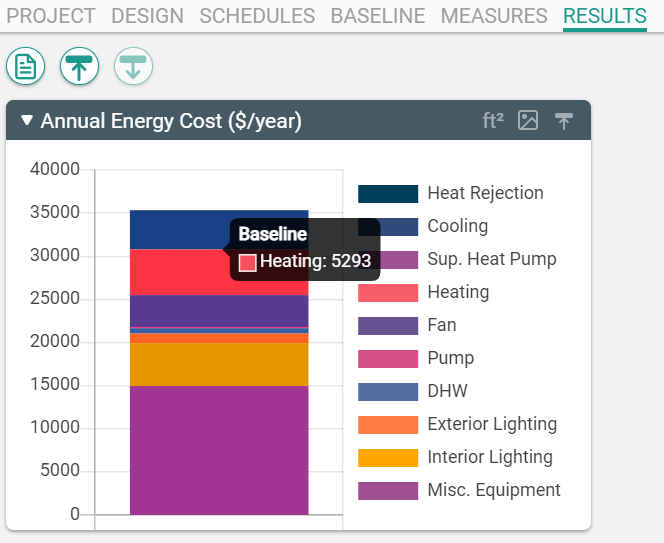 PROJECT DESIGN SCHEDULES BASELINE MEASURES RESULTS
Annual Energy Cost ($/year) ft²
40000
35000
30000
25000
20000
15000
10000
5000
0
Baseline
Heating: 5293
Heat Rejection
Cooling
Sup. Heat Pump
Heating
Fan
Pump
DHW
Exterior Lighting
Interior Lighting
Misc. Equipment